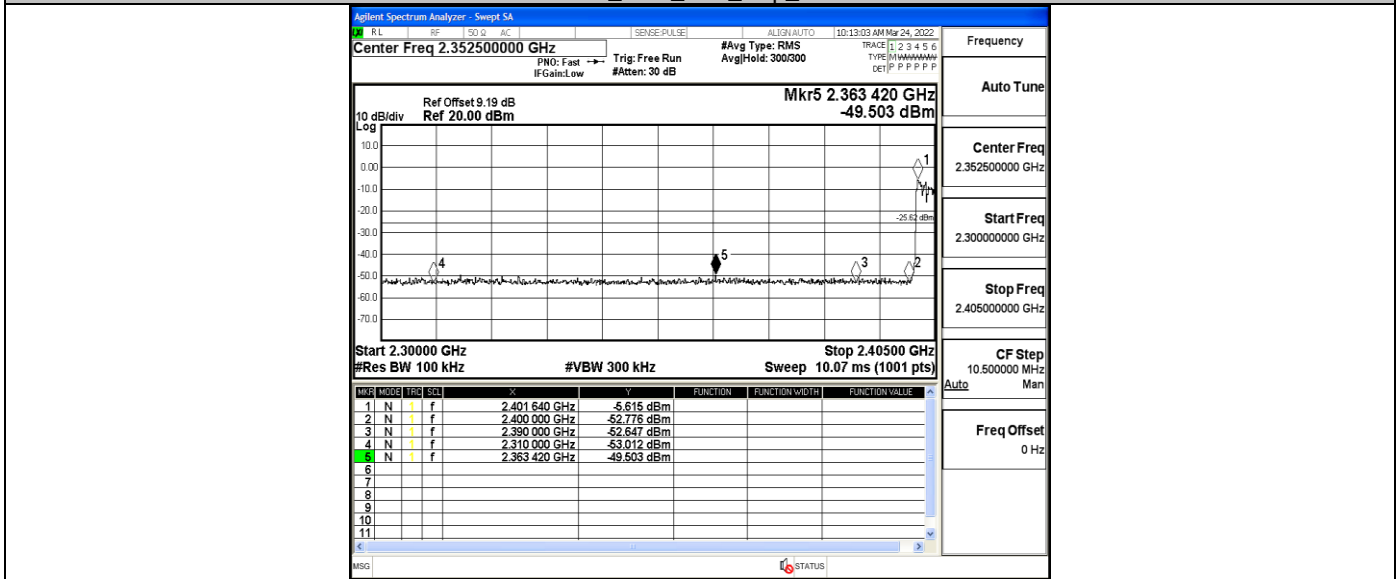 Agilent Spectrum Analyzer - Swept SA
RL RF 50 Ω AC SENSE:PULSE ALIGN AUTO 10:13:03 AM Mar 24, 2022
Center Freq 2.352500000 GHz
PNO: Fast
IFGain:Low
Trig: Free Run
#Atten: 30 dB
#Avg Type: RMS
Avg|Hold: 300/300
TRACE 1 2 3 4 5 6
TYPE M WWWWW
DET P P P P P P
Ref Offset 9.19 dB
10 dB/div Ref 20.00 dBm
Log
Mkr5 2.363 420 GHz
-49.503 dBm
10.0
0.00
-10.0
-20.0
-30.0
-40.0
-50.0
-60.0
-70.0
1
-25.62 dBm
4
5
3
2
Start 2.30000 GHz Stop 2.40500 GHz
#Res BW 100 kHz #VBW 300 kHz Sweep 10.07 ms (1001 pts)
MKR MODE TRC SCL X Y FUNCTION FUNCTION WIDTH FUNCTION VALUE
1 N 1 f 2.401 640 GHz -5.615 dBm
2 N 1 f 2.400 000 GHz -52.776 dBm
3 N 1 f 2.390 000 GHz -52.647 dBm
4 N 1 f 2.310 000 GHz -53.012 dBm
5 N 1 f 2.363 420 GHz -49.503 dBm
6
7
8
9
10
11
MSG STATUS
Frequency
Auto Tune
Center Freq
2.352500000 GHz
Start Freq
2.300000000 GHz
Stop Freq
2.405000000 GHz
CF Step
10.500000 MHz
Auto Man
Freq Offset
0 Hz